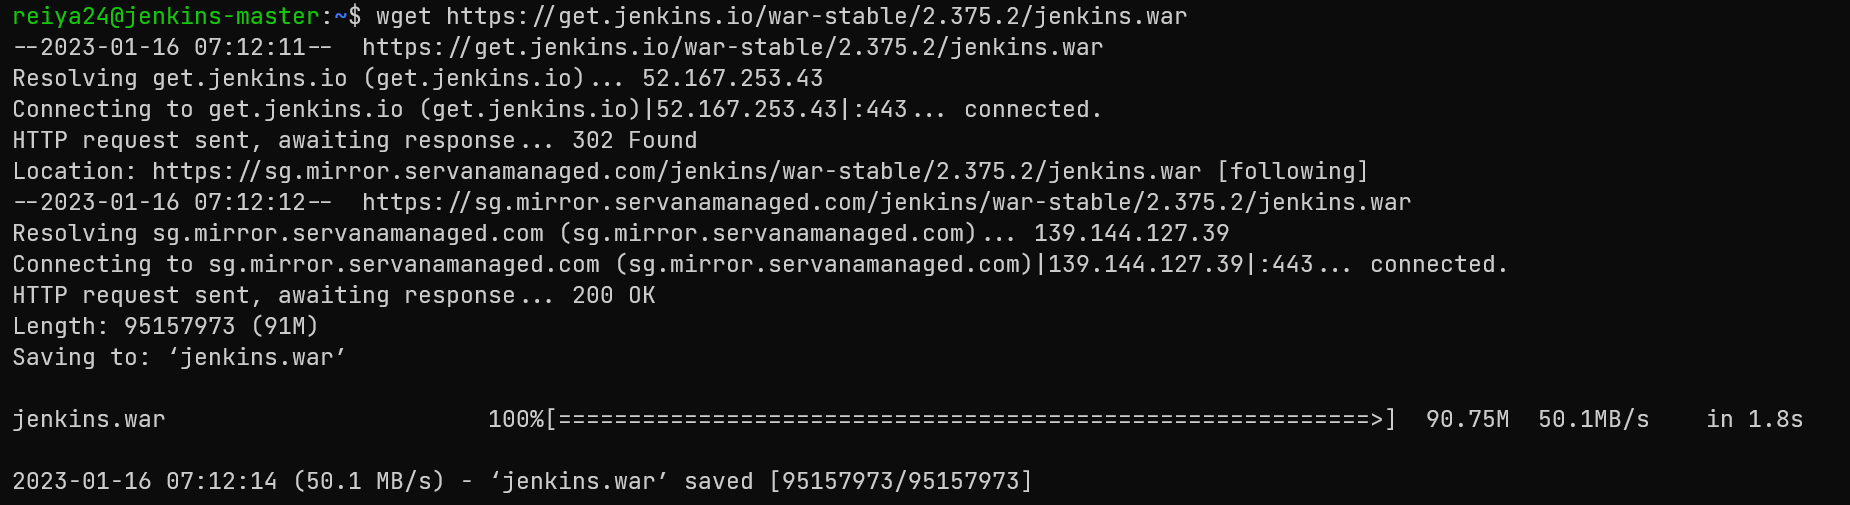 reiya24@jenkins-master:~$ wget https://get.jenkins.io/war-stable/2.375.2/jenkins.war
--2023-01-16 07:12:11--  https://get.jenkins.io/war-stable/2.375.2/jenkins.war
Resolving get.jenkins.io (get.jenkins.io)... 52.167.253.43
Connecting to get.jenkins.io (get.jenkins.io)|52.167.253.43|:443... connected.
HTTP request sent, awaiting response... 302 Found
Location: https://sg.mirror.servanamanaged.com/jenkins/war-stable/2.375.2/jenkins.war [following]
--2023-01-16 07:12:12--  https://sg.mirror.servanamanaged.com/jenkins/war-stable/2.375.2/jenkins.war
Resolving sg.mirror.servanamanaged.com (sg.mirror.servanamanaged.com)... 139.144.127.39
Connecting to sg.mirror.servanamanaged.com (sg.mirror.servanamanaged.com)|139.144.127.39|:443... connected.
HTTP request sent, awaiting response... 200 OK
Length: 95157973 (91M)
Saving to: ‘jenkins.war’
jenkins.war                       100%[==========================================================>]  90.75M  50.1MB/s    in 1.8s
2023-01-16 07:12:14 (50.1 MB/s) - ‘jenkins.war’ saved [95157973/95157973]